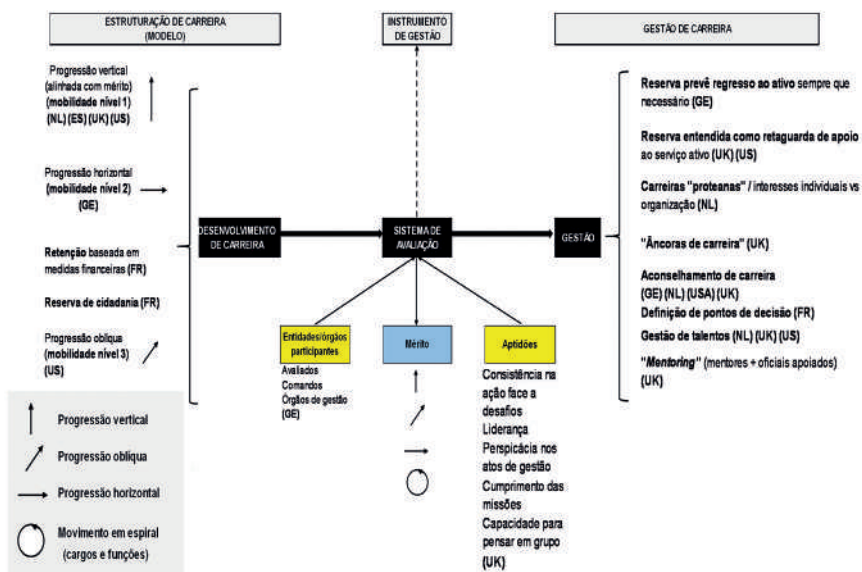 ESTRUTURAÇÃO DE CARREIRA
(MODELO)
INSTRUMENTO
DE GESTÃO
GESTÃO DE CARREIRA
Progressão vertical
(alinhada com mérito)
(mobilidade nível 1)
(NL) (ES) (UK) (US)
Progressão horizontal
(mobilidade nível 2)
(GE)
Retenção baseada em
medidas financeiras (FR)
Reserva de cidadania (FR)
Progressão oblíqua
(mobilidade nível 3)
(US)
DESENVOLVIMENTO
DE CARREIRA
SISTEMA DE
AVALIAÇÃO
GESTÃO
Entidades/órgãos
participantes
Avaliados
Comandos
Órgãos de gestão
(GE)
Mérito
Aptidões
Consistência na
ação face a
desafios
Liderança
Perspicácia nos
atos de gestão
Cumprimento das
missões
Capacidade para
pensar em grupo
(UK)
Reserva prevê regresso ao ativo sempre que
necessário (GE)
Reserva entendida como retaguarda de apoio
ao serviço ativo (UK) (US)
Carreiras "proteanas" / interesses individuais vs
organização (NL)
"Âncoras de carreira" (UK)
Aconselhamento de carreira
(GE) (NL) (USA) (UK)
Definição de pontos de decisão (FR)
Gestão de talentos (NL) (UK) (US)
"Mentoring" (mentores + oficiais apoiados)
(UK)
Progressão vertical
Progressão oblíqua
Progressão horizontal
Movimento em espiral
(cargos e funções)